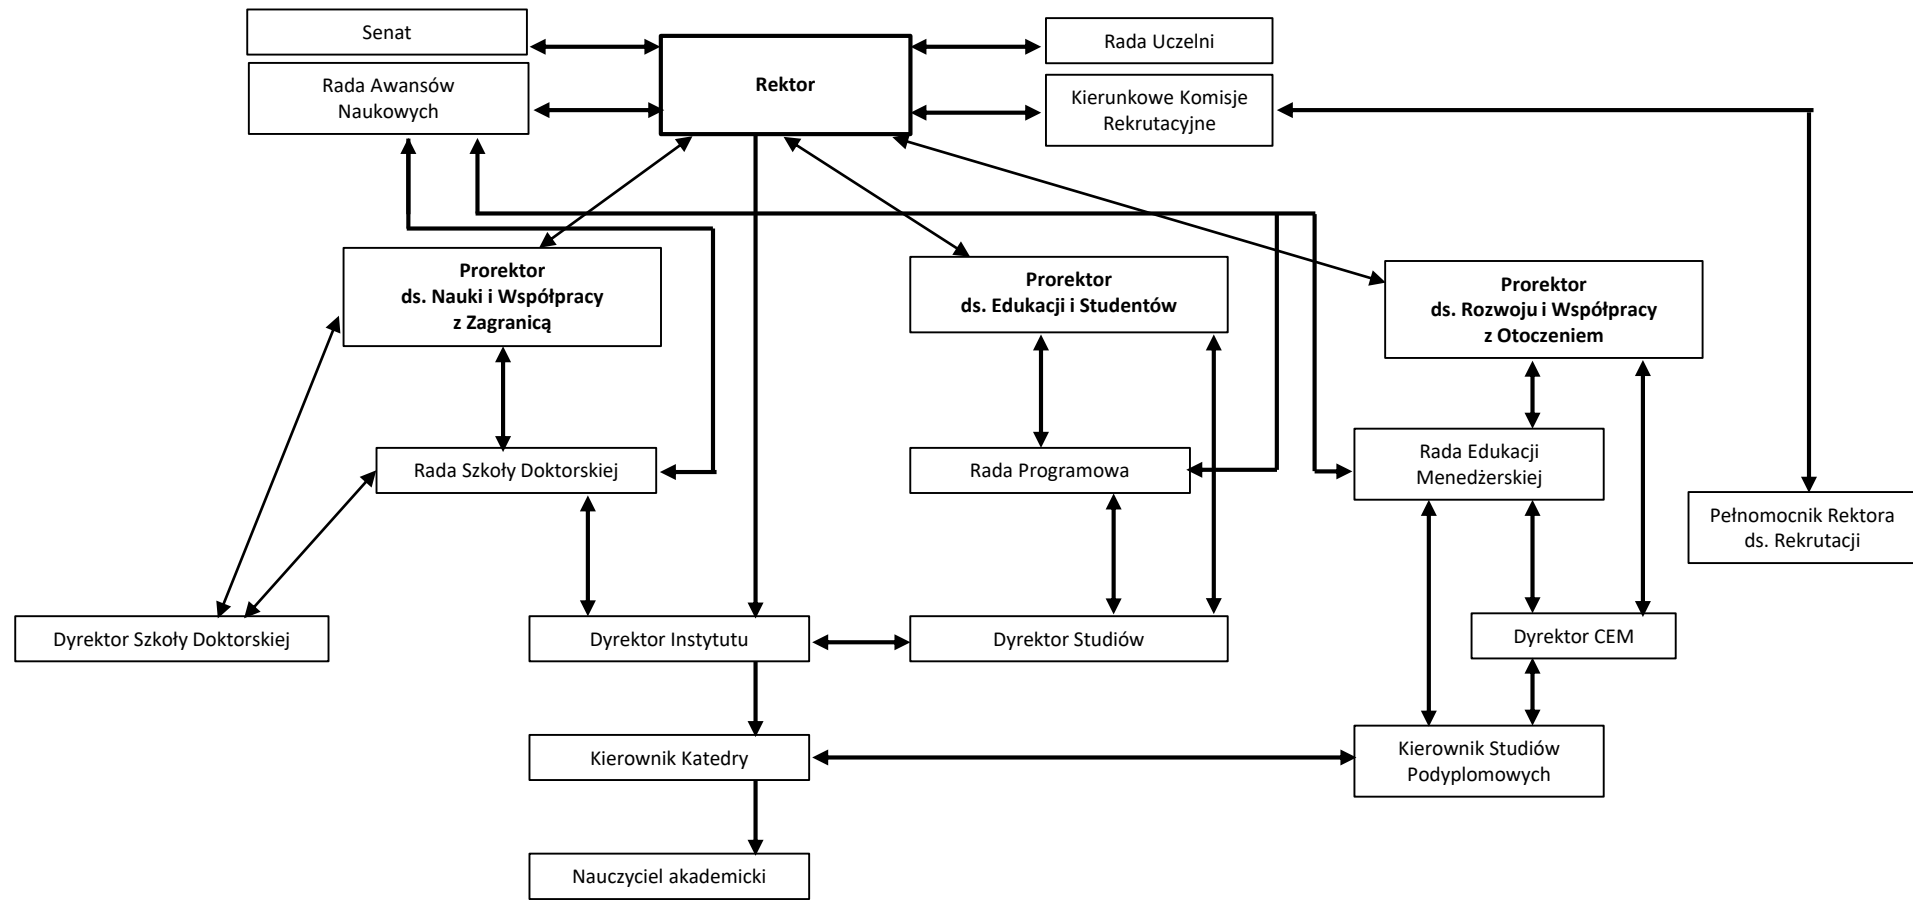 Senat
Rada Awansów
Naukowych
Rektor
Rada Uczelni
Kierunkowe Komisje
Rekrutacyjne
Prorektor
ds. Nauki i Współpracy
z Zagranicą
Prorektor
ds. Edukacji i Studentów
Prorektor
ds. Rozwoju i Współpracy
z Otoczeniem
Rada Szkoły Doktorskiej
Rada Programowa
Rada Edukacji
Menedżerskiej
Pełnomocnik Rektora
ds. Rekrutacji
Dyrektor Szkoły Doktorskiej
Dyrektor Instytutu
Dyrektor Studiów
Dyrektor CEM
Kierownik Katedry
Kierownik Studiów
Podyplomowych
Nauczyciel akademicki